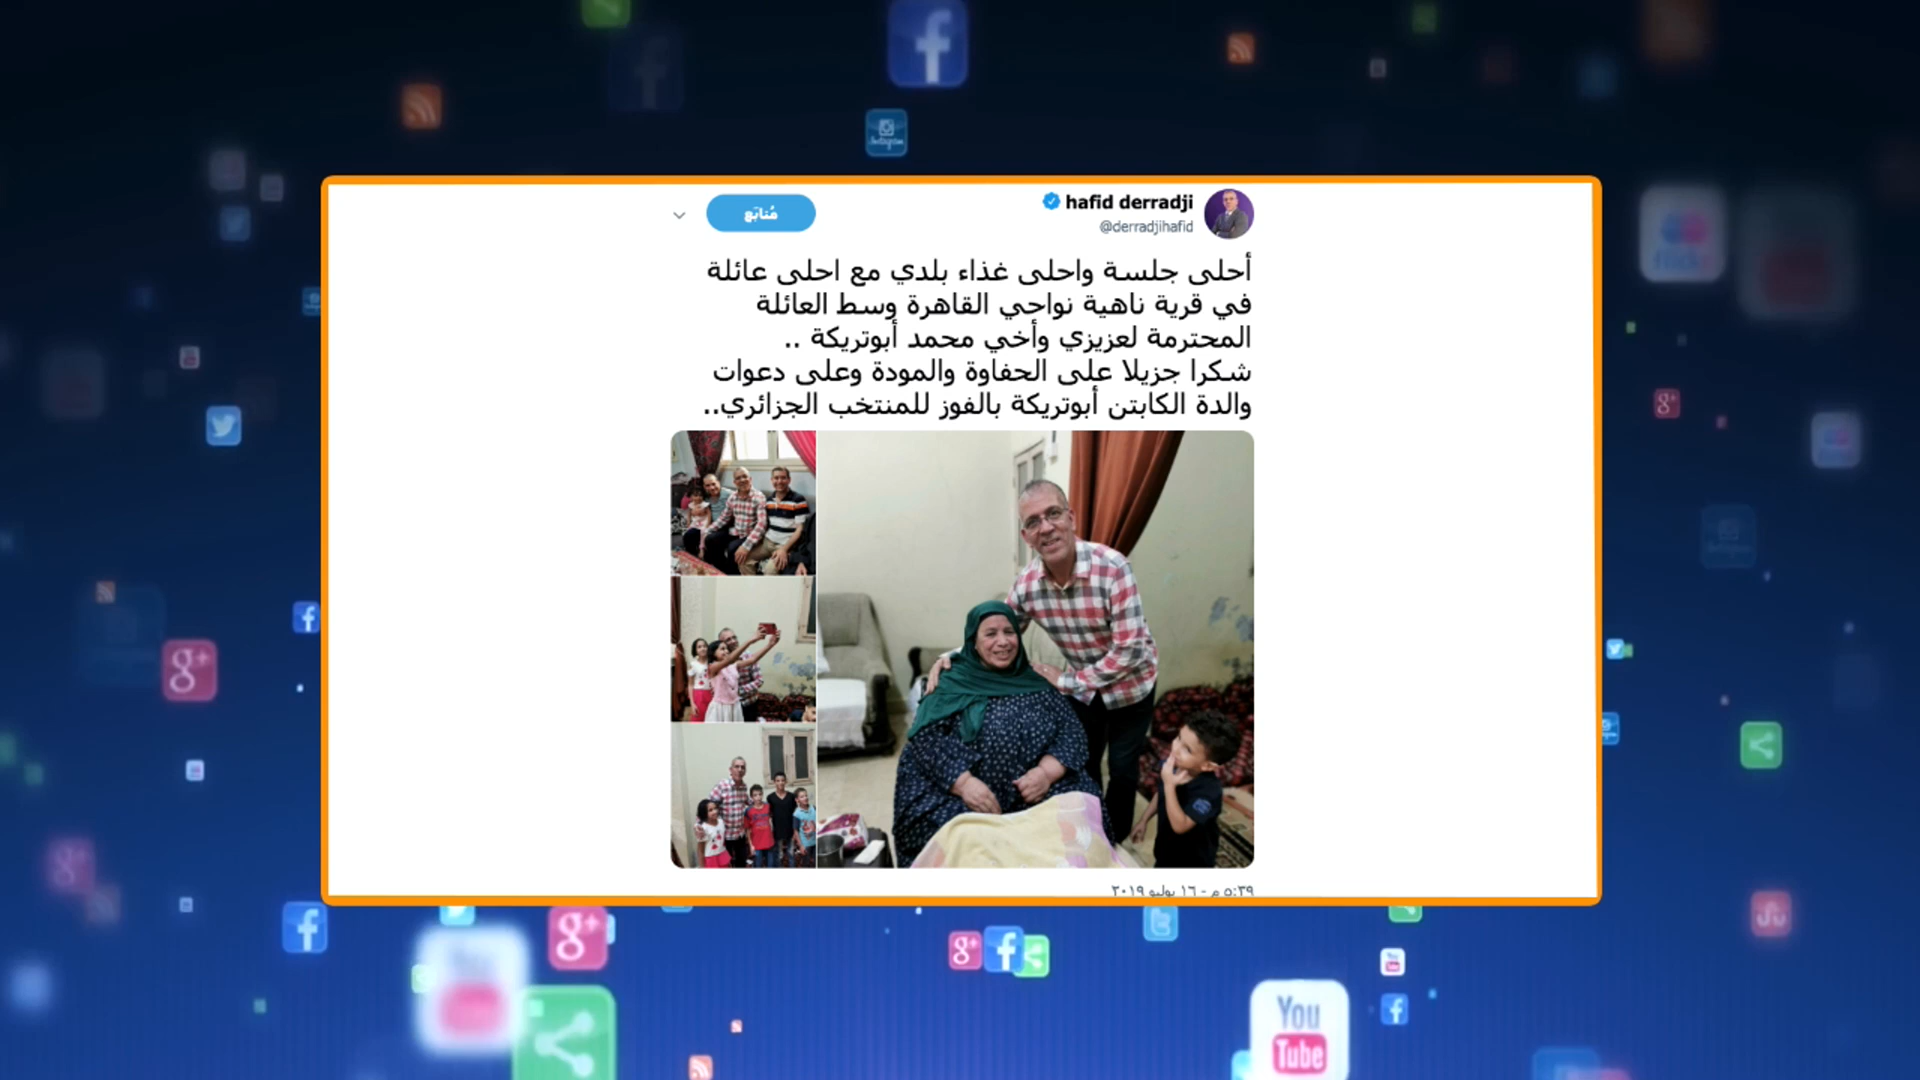 hafid derradji
@derradjihafid
مُتابَع
أحلى جلسة واحلى غذاء بلدي مع احلى عائلة
في قرية ناهية نواحي القاهرة وسط العائلة
المحترمة لعزيزي وأخي محمد أبوتريكة ..
شكرا جزيلا على الحفاوة والمودة وعلى دعوات
والدة الكابتن أبوتريكة بالفوز للمنتخب الجزائري..
٥:٣٩ م - ١٦ يوليو ٢٠١٩
You
Tube